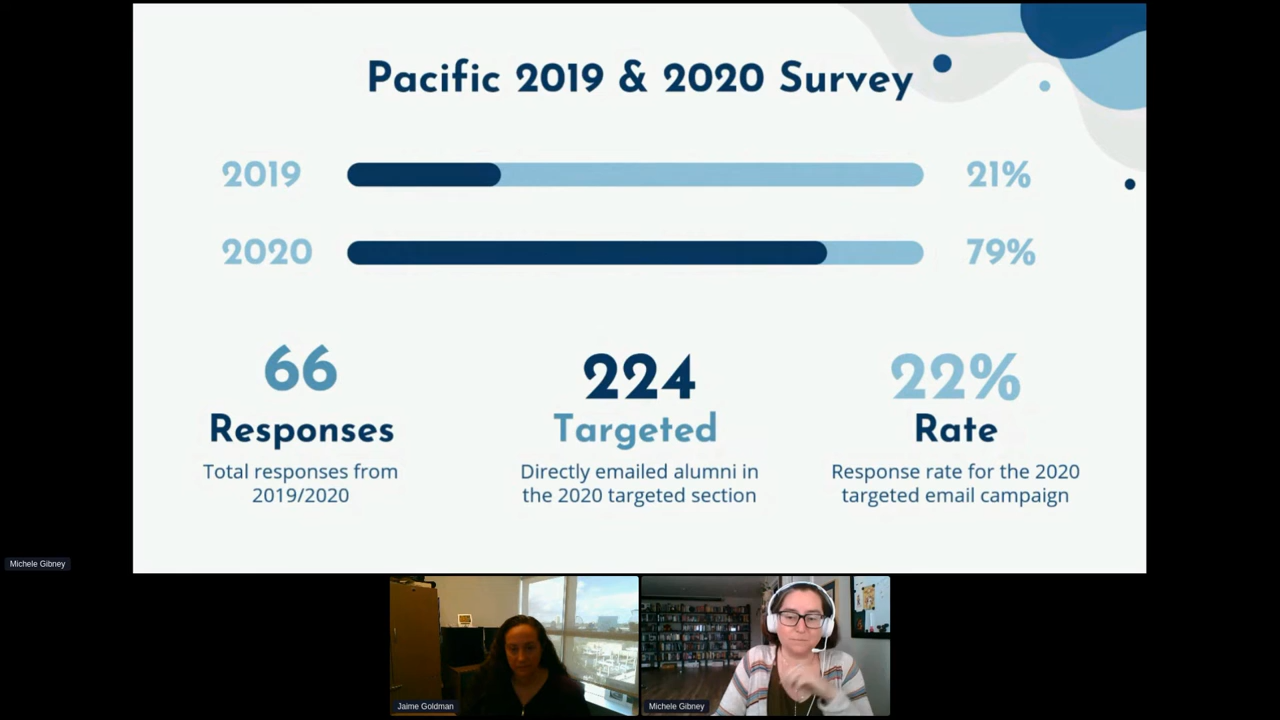 Pacific 2019 & 2020 Survey
2019
21%
2020
79%
66
Responses
Total responses from
2019/2020
224
Targeted
Directly emailed alumni in
the 2020 targeted section
22%
Rate
Response rate for the 2020
targeted email campaign
Michele Gibney
Jaime Goldman
Michele Gibney